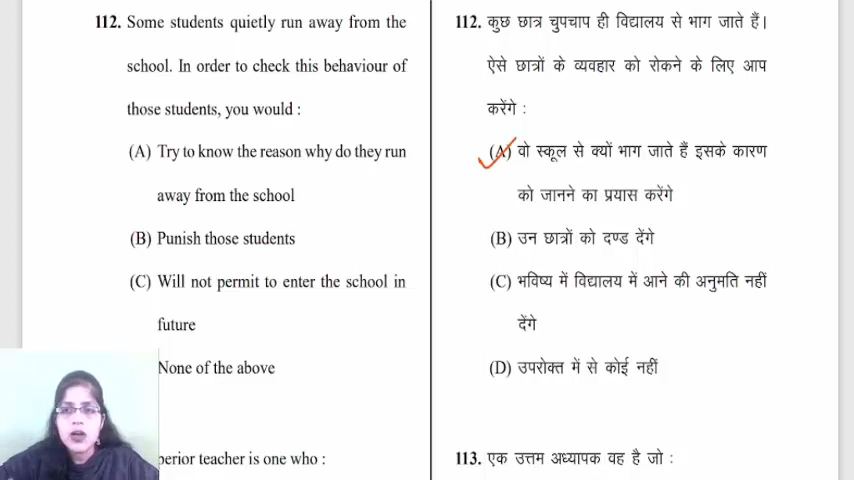 112. Some students quietly run away from the
school. In order to check this behaviour of
those students, you would :
(A) Try to know the reason why do they run
away from the school
(B) Punish those students
(C) Will not permit to enter the school in
future
None of the above
perior teacher is one who :
112. कुछ छात्र चुपचाप ही विद्यालय से भाग जाते हैं।
ऐसे छात्रों के व्यवहार को रोकने के लिए आप
करेंगे :
(A) वो स्कूल से क्यों भाग जाते हैं इसके कारण
को जानने का प्रयास करेंगे
(B) उन छात्रों को दण्ड देंगे
(C) भविष्य में विद्यालय में आने की अनुमति नहीं
देंगे
(D) उपरोक्त में से कोई नहीं
113. एक उत्तम अध्यापक वह है जो :